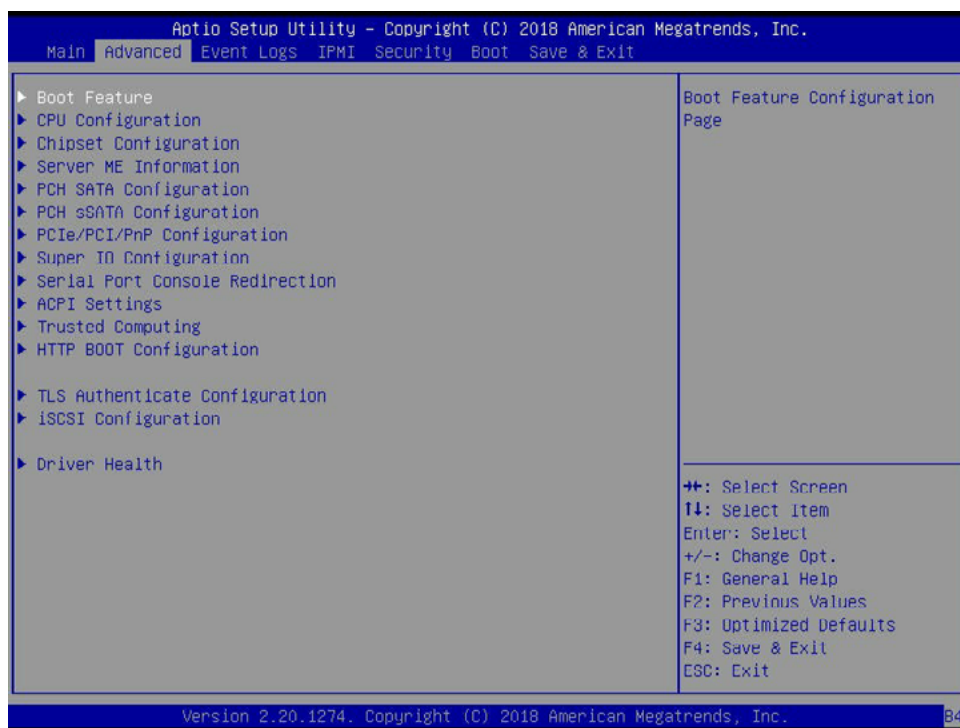 Aptio Setup Utility – Copyright (C) 2018 American Megatrends, Inc.
Main Advanced Event Logs IPMI Security Boot Save & Exit
▶ Boot Feature
▶ CPU Configuration
▶ Chipset Configuration
▶ Server ME Information
▶ PCH SATA Configuration
▶ PCH sSATA Configuration
▶ PCIe/PCI/PnP Configuration
▶ Super IO Configuration
▶ Serial Port Console Redirection
▶ ACPI Settings
▶ Trusted Computing
▶ HTTP BOOT Configuration
▶ TLS Authenticate Configuration
▶ iSCSI Configuration
▶ Driver Health
Boot Feature Configuration
Page
→←: Select Screen
↑↓: Select Item
Enter: Select
+/-: Change Opt.
F1: General Help
F2: Previous Values
F3: Optimized Defaults
F4: Save & Exit
ESC: Exit
Version 2.20.1274. Copyright (C) 2018 American Megatrends, Inc.
B4